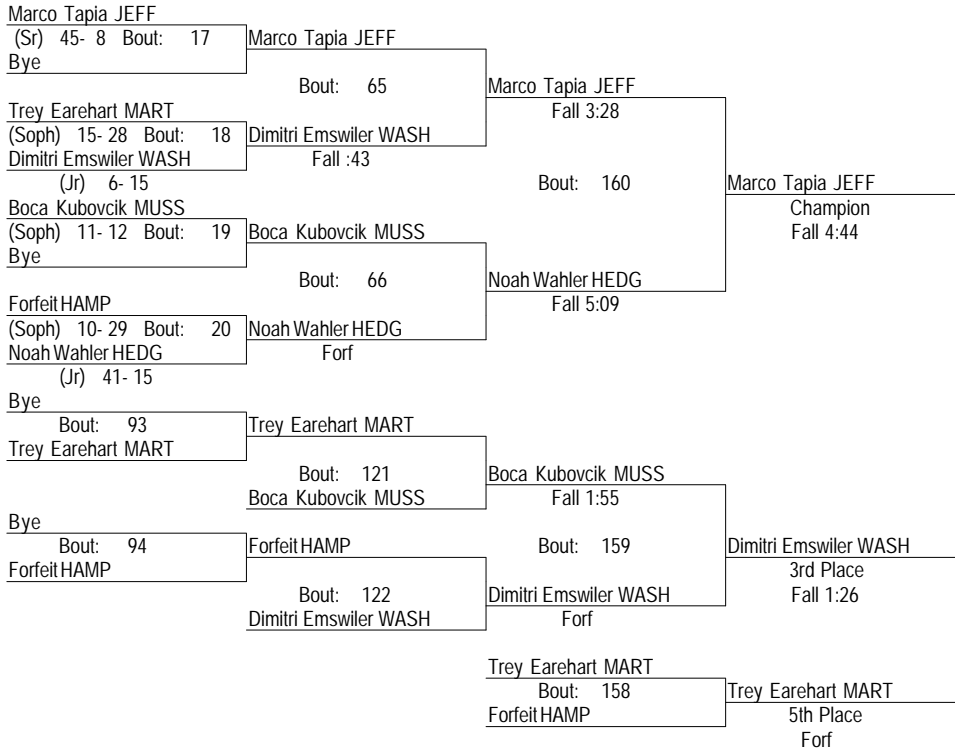 Marco Tapia JEFF
(Sr) 45- 8 Bout: 17 Marco Tapia JEFF
Bye
Bout: 65 Marco Tapia JEFF
Trey Earehart MART Fall 3:28
(Soph) 15- 28 Bout: 18 Dimitri Emswiler WASH
Dimitri Emswiler WASH Fall :43
(Jr) 6- 15 Bout: 160 Marco Tapia JEFF
Boca Kubovcik MUSS Champion
(Soph) 11- 12 Bout: 19 Boca Kubovcik MUSS Fall 4:44
Bye
Bout: 66 Noah Wahler HEDG
Forfeit HAMP Fall 5:09
(Soph) 10- 29 Bout: 20 Noah Wahler HEDG
Noah Wahler HEDG Forf
(Jr) 41- 15
Bye
Bout: 93 Trey Earehart MART
Trey Earehart MART
Bout: 121 Boca Kubovcik MUSS
Boca Kubovcik MUSS Fall 1:55
Bye
Bout: 94 Forfeit HAMP Bout: 159 Dimitri Emswiler WASH
Forfeit HAMP 3rd Place
Bout: 122 Dimitri Emswiler WASH Fall 1:26
Dimitri Emswiler WASH Forf
Trey Earehart MART
Bout: 158 Trey Earehart MART
Forfeit HAMP 5th Place
Forf